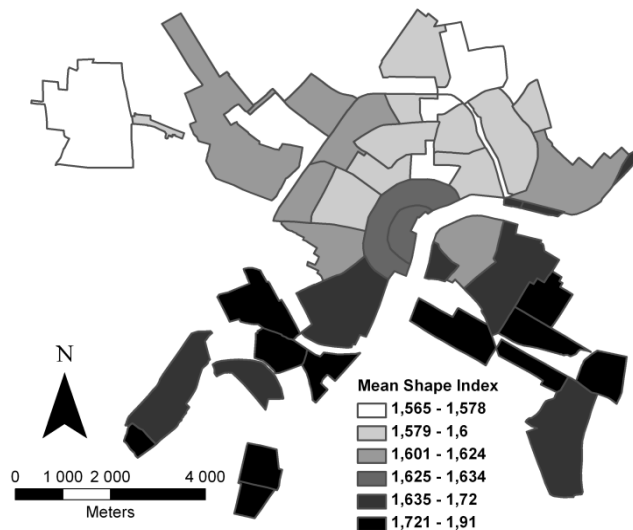 N
0 1 000 2 000 4 000
Meters
Mean Shape Index
1,565 - 1,578
1,579 - 1,6
1,601 - 1,624
1,625 - 1,634
1,635 - 1,72
1,721 - 1,91